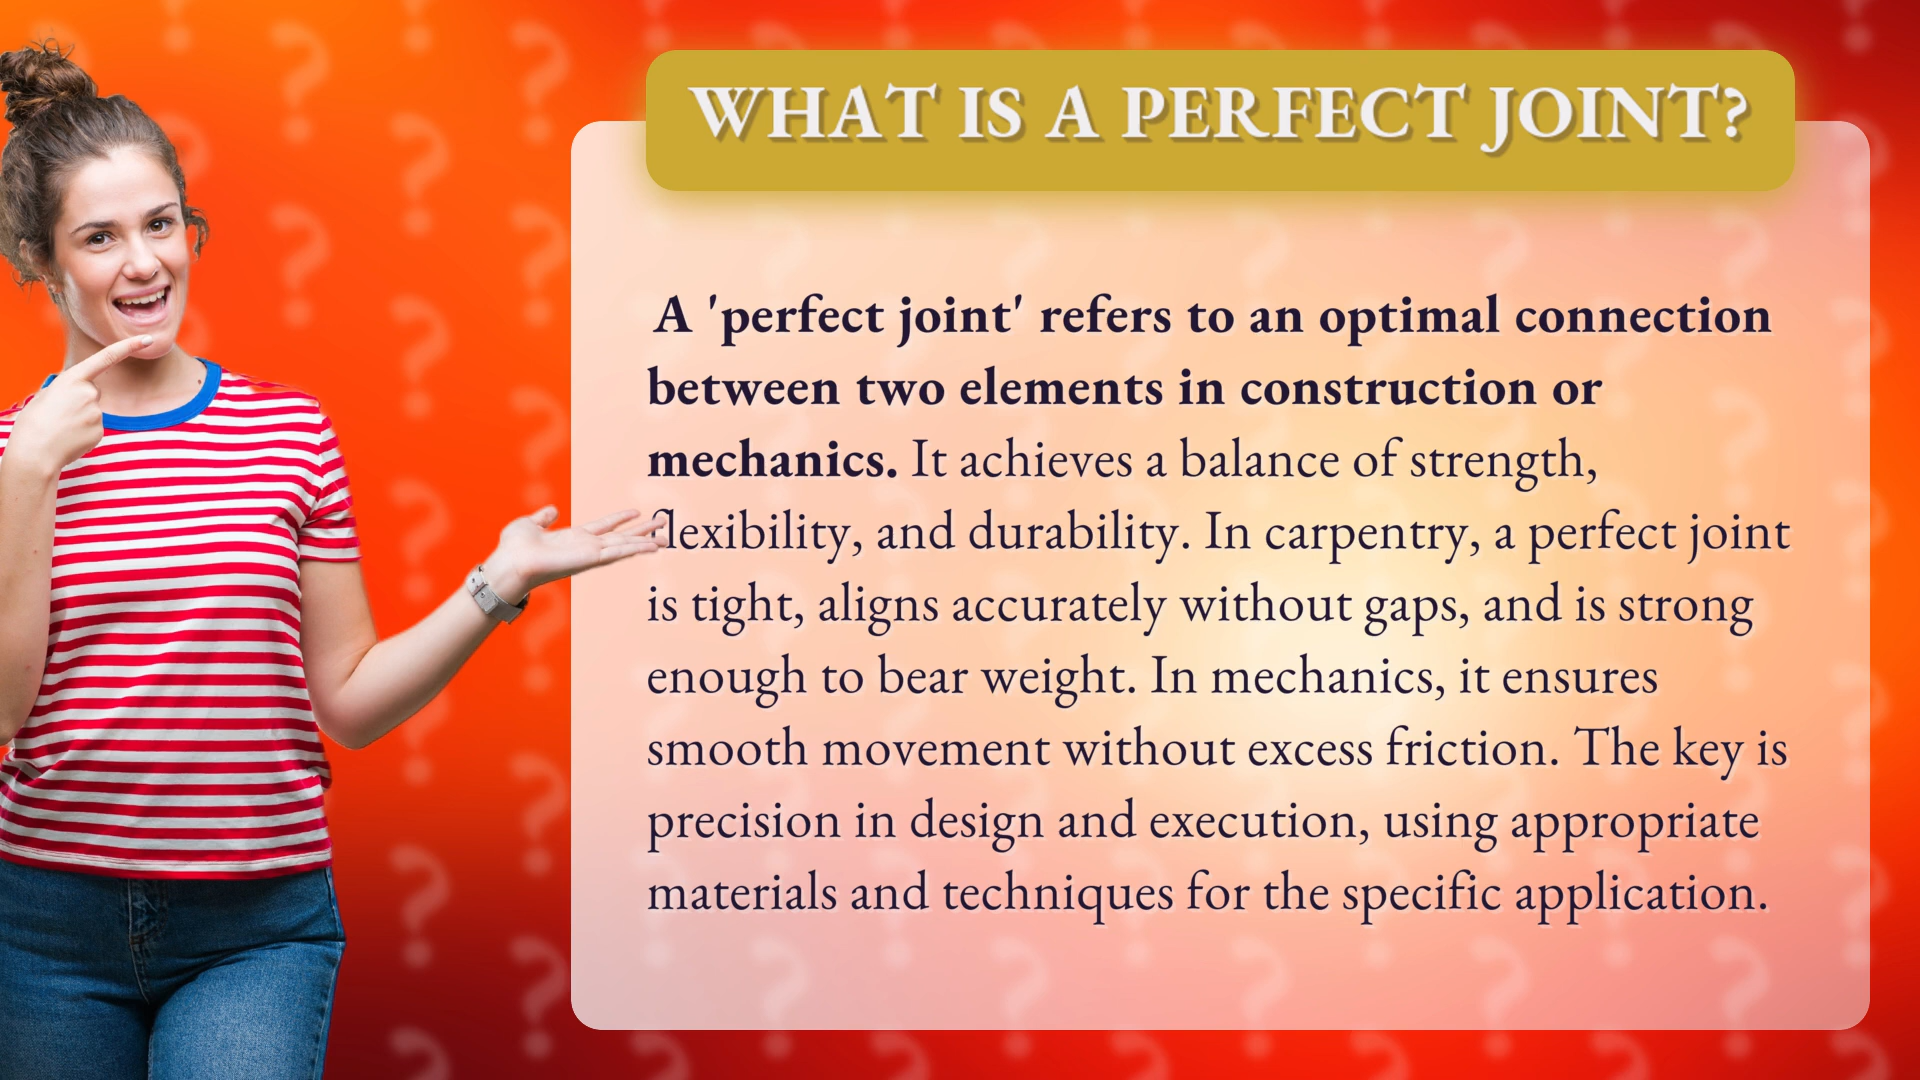 WHAT IS A PERFECT JOINT?
A 'perfect joint' refers to an optimal connection
between two elements in construction or
mechanics. It achieves a balance of strength,
flexibility, and durability. In carpentry, a perfect joint
is tight, aligns accurately without gaps, and is strong
enough to bear weight. In mechanics, it ensures
smooth movement without excess friction. The key is
precision in design and execution, using appropriate
materials and techniques for the specific application.